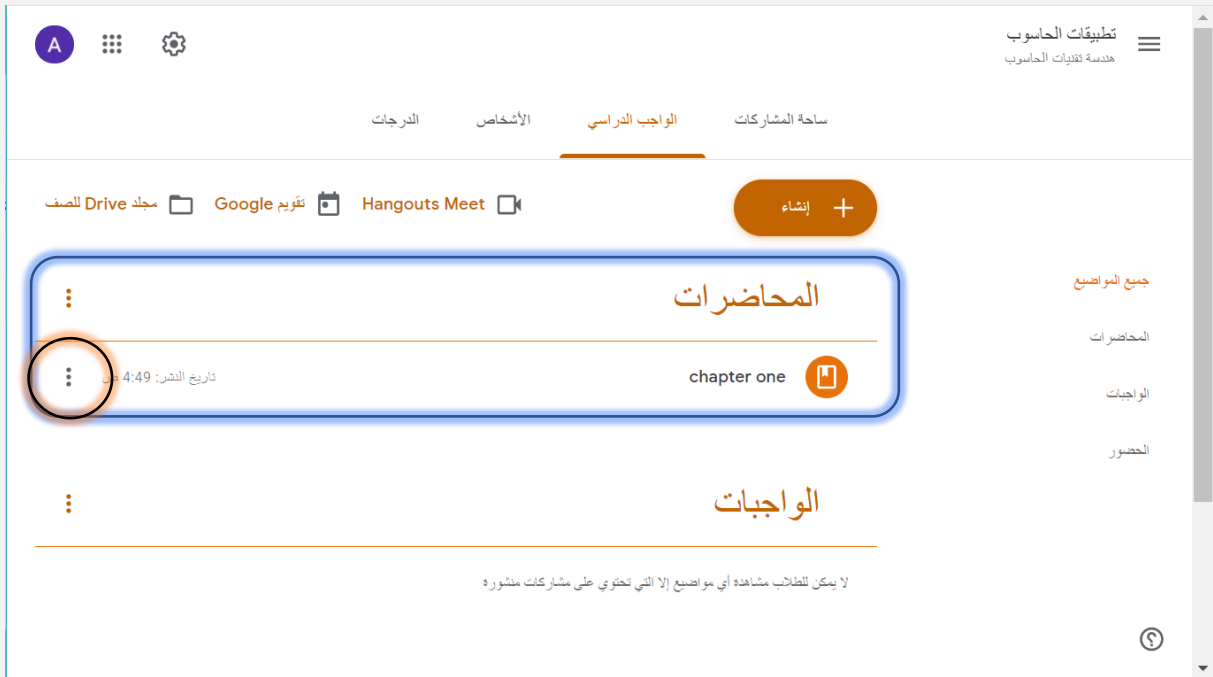 تطبيقات الحاسوب
هندسة تقنيات الحاسوب
A
ساحة المشاركات الواجب الدراسي الأشخاص الدرجات
إنشاء
Hangouts Meet تقويم Google مجلد Drive للصف
جميع المواضيع
المحاضرات
الواجبات
الحضور
المحاضرات
chapter one تاريخ النشر: 4:49
الواجبات
لا يمكن للطلاب مشاهدة أي مواضيع إلا التي تحتوي على مشاركات منشورة